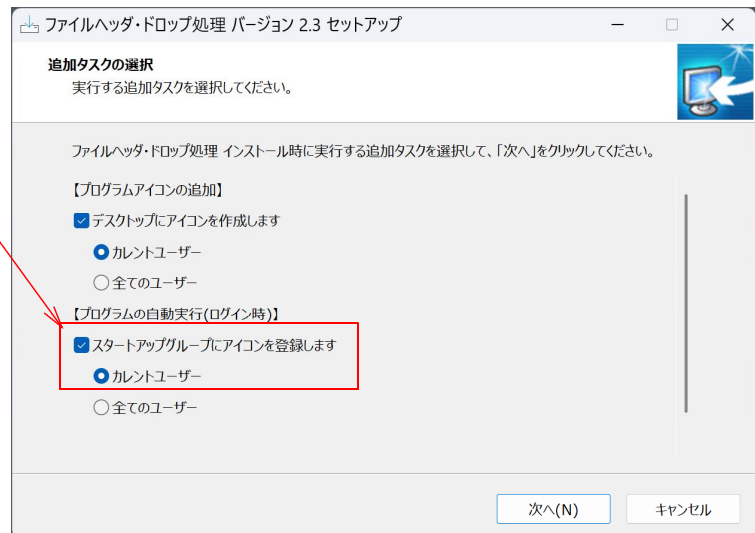 ファイルヘッダ・ドロップ処理 バージョン 2.3 セットアップ
追加タスクの選択
実行する追加タスクを選択してください。
ファイルヘッダ・ドロップ処理 インストール時に実行する追加タスクを選択して、「次へ」をクリックしてください。
【プログラムアイコンの追加】
デスクトップにアイコンを作成します
カレントユーザー
全てのユーザー
【プログラムの自動実行(ログイン時)】
スタートアップグループにアイコンを登録します
カレントユーザー
全てのユーザー
次へ(N)
キャンセル